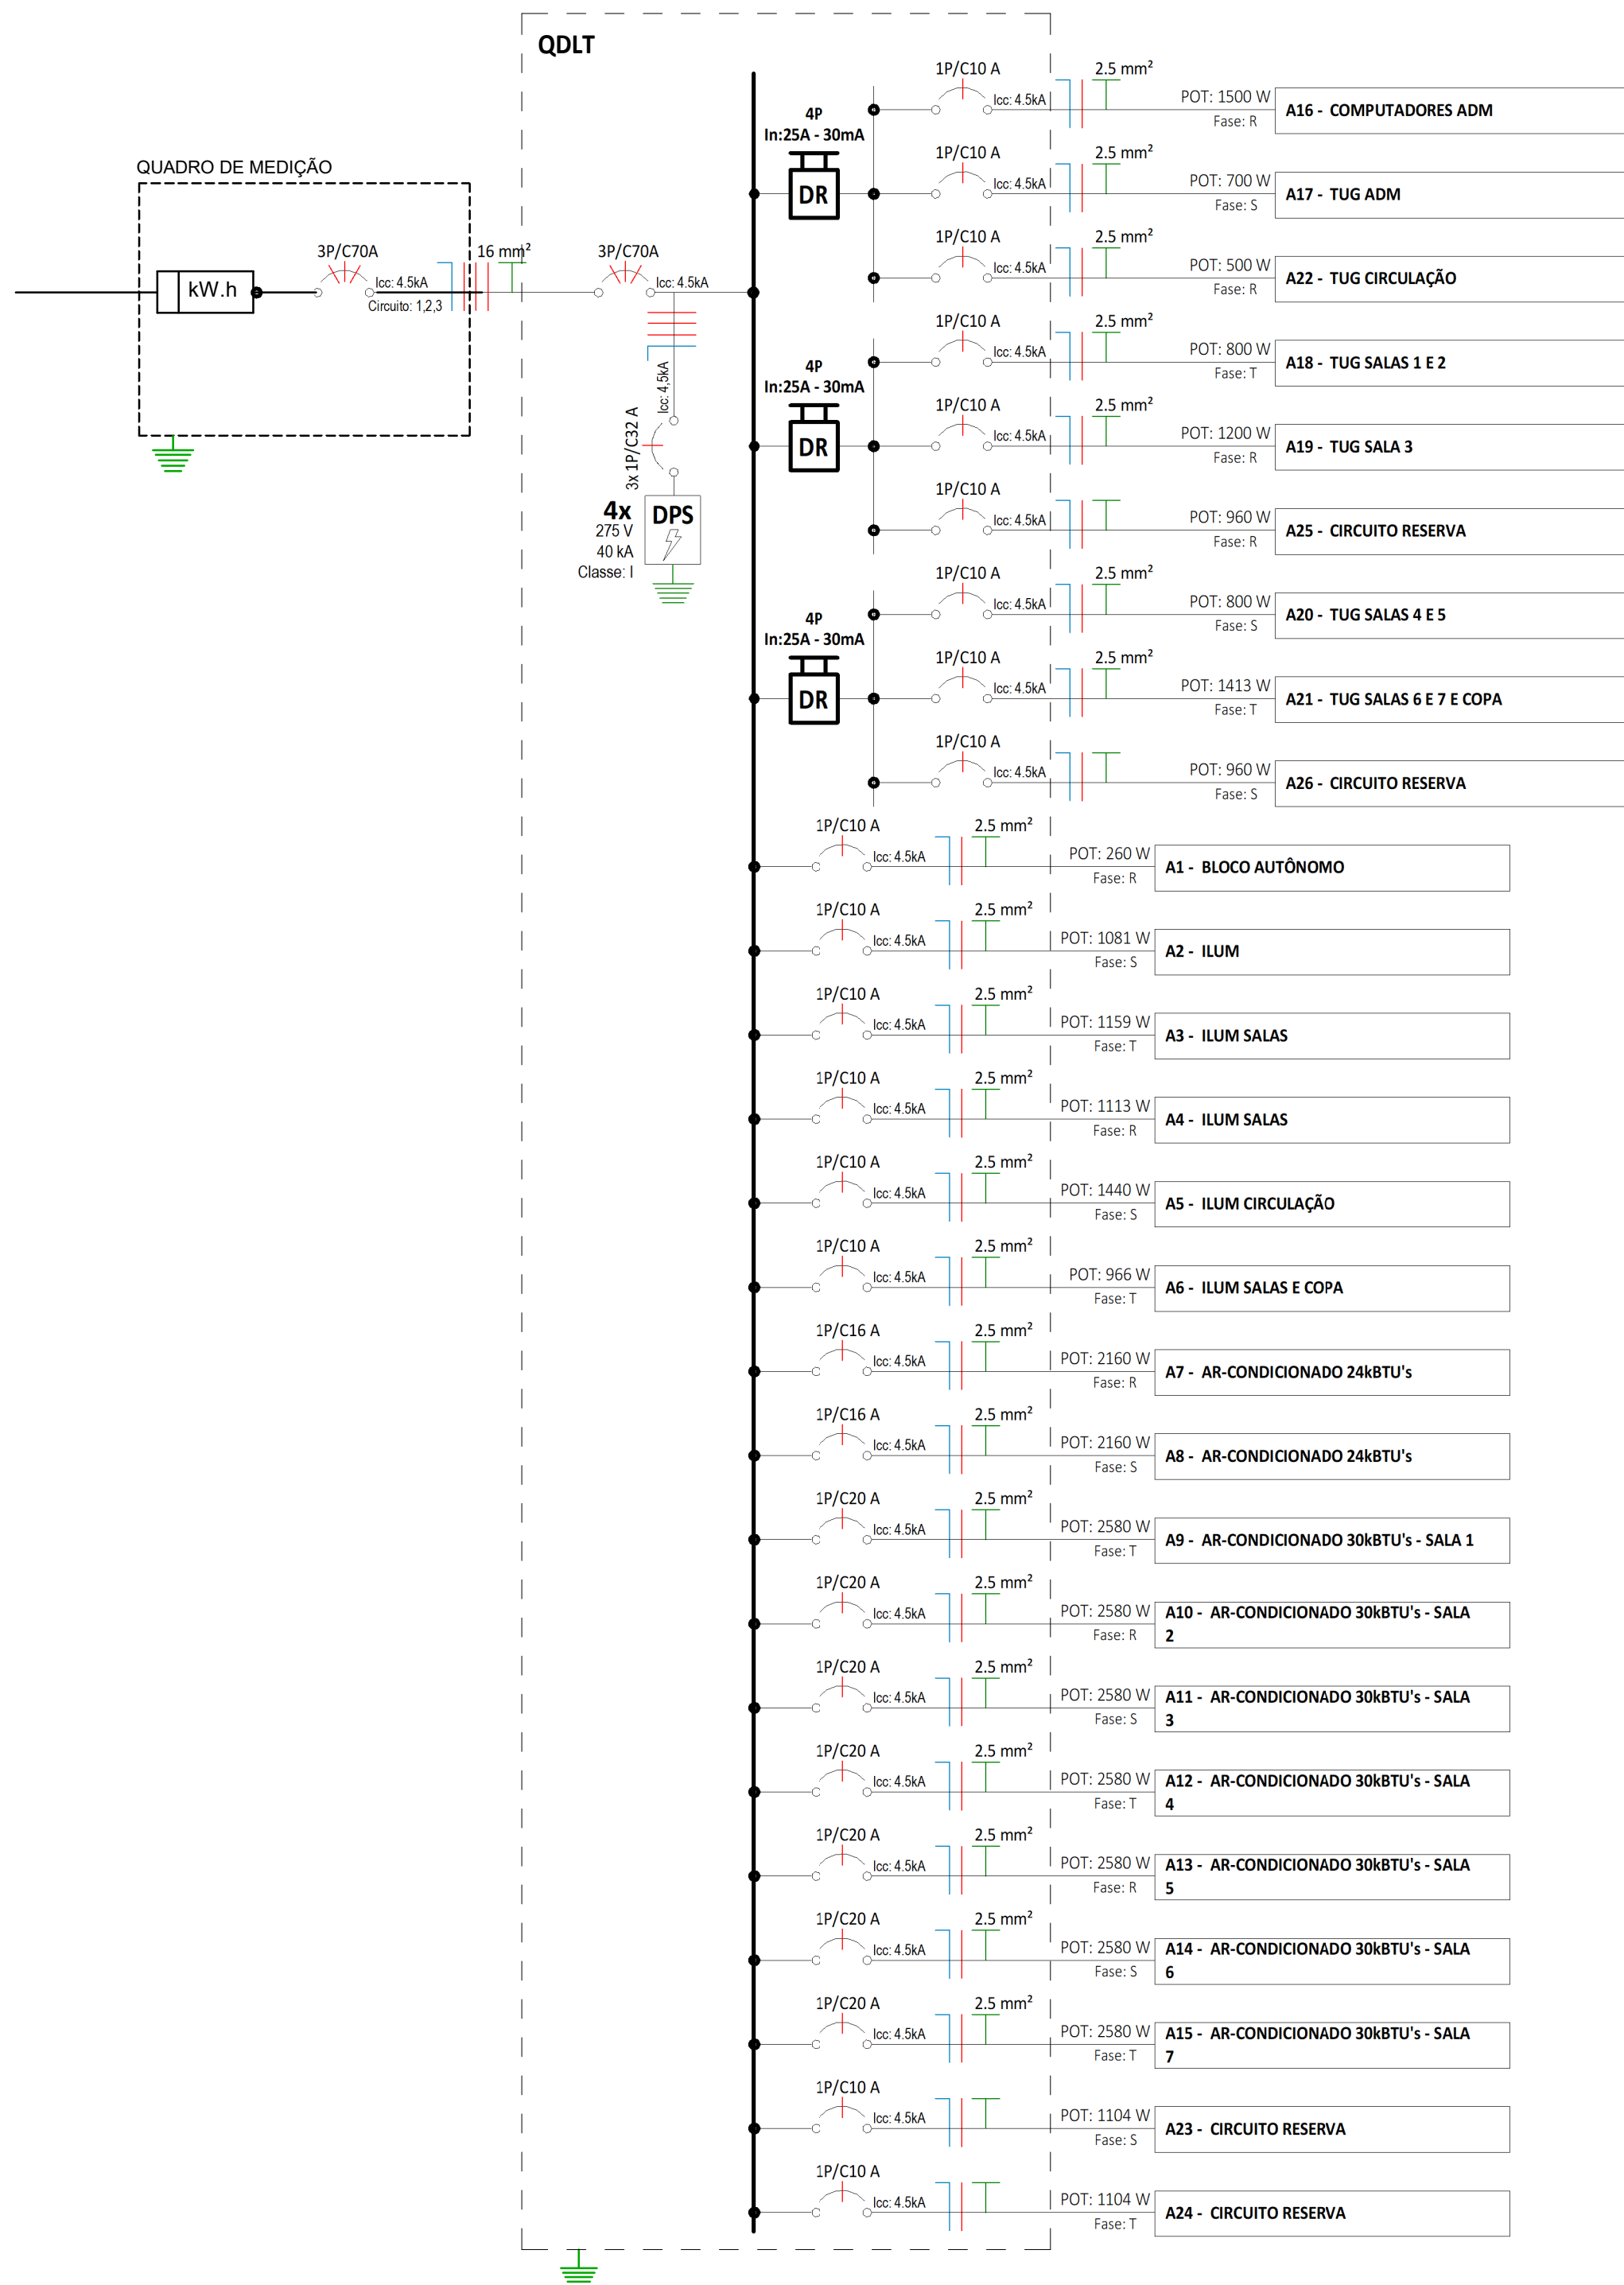 QDLT
QUADRO DE MEDIÇÃO
kW.h
3P/C70A
Icc: 4.5kA
Circuito: 1,2,3
16 mm²
3P/C70A
Icc: 4.5kA
Icc: 4,5kA
3x 1P/C32 A
4x
275 V
40 kA
Classe: I
DPS
4P
In:25A - 30mA
DR
1P/C10 A
Icc: 4.5kA
2.5 mm²
POT: 1500 W
Fase: R
A16 - COMPUTADORES ADM
1P/C10 A
Icc: 4.5kA
2.5 mm²
POT: 700 W
Fase: S
A17 - TUG ADM
1P/C10 A
Icc: 4.5kA
2.5 mm²
POT: 500 W
Fase: R
A22 - TUG CIRCULAÇÃO
4P
In:25A - 30mA
DR
1P/C10 A
Icc: 4.5kA
2.5 mm²
POT: 800 W
Fase: T
A18 - TUG SALAS 1 E 2
1P/C10 A
Icc: 4.5kA
2.5 mm²
POT: 1200 W
Fase: R
A19 - TUG SALA 3
1P/C10 A
Icc: 4.5kA
POT: 960 W
Fase: R
A25 - CIRCUITO RESERVA
4P
In:25A - 30mA
DR
1P/C10 A
Icc: 4.5kA
2.5 mm²
POT: 800 W
Fase: S
A20 - TUG SALAS 4 E 5
1P/C10 A
Icc: 4.5kA
2.5 mm²
POT: 1413 W
Fase: T
A21 - TUG SALAS 6 E 7 E COPA
1P/C10 A
Icc: 4.5kA
POT: 960 W
Fase: S
A26 - CIRCUITO RESERVA
1P/C10 A
Icc: 4.5kA
2.5 mm²
POT: 260 W
Fase: R
A1 - BLOCO AUTÔNOMO
1P/C10 A
Icc: 4.5kA
2.5 mm²
POT: 1081 W
Fase: S
A2 - ILUM
1P/C10 A
Icc: 4.5kA
2.5 mm²
POT: 1159 W
Fase: T
A3 - ILUM SALAS
1P/C10 A
Icc: 4.5kA
2.5 mm²
POT: 1113 W
Fase: R
A4 - ILUM SALAS
1P/C10 A
Icc: 4.5kA
2.5 mm²
POT: 1440 W
Fase: S
A5 - ILUM CIRCULAÇÃO
1P/C10 A
Icc: 4.5kA
2.5 mm²
POT: 966 W
Fase: T
A6 - ILUM SALAS E COPA
1P/C16 A
Icc: 4.5kA
2.5 mm²
POT: 2160 W
Fase: R
A7 - AR-CONDICIONADO 24kBTU's
1P/C16 A
Icc: 4.5kA
2.5 mm²
POT: 2160 W
Fase: S
A8 - AR-CONDICIONADO 24kBTU's
1P/C20 A
Icc: 4.5kA
2.5 mm²
POT: 2580 W
Fase: T
A9 - AR-CONDICIONADO 30kBTU's - SALA 1
1P/C20 A
Icc: 4.5kA
2.5 mm²
POT: 2580 W
Fase: R
A10 - AR-CONDICIONADO 30kBTU's - SALA
2
1P/C20 A
Icc: 4.5kA
2.5 mm²
POT: 2580 W
Fase: S
A11 - AR-CONDICIONADO 30kBTU's - SALA
3
1P/C20 A
Icc: 4.5kA
2.5 mm²
POT: 2580 W
Fase: T
A12 - AR-CONDICIONADO 30kBTU's - SALA
4
1P/C20 A
Icc: 4.5kA
2.5 mm²
POT: 2580 W
Fase: R
A13 - AR-CONDICIONADO 30kBTU's - SALA
5
1P/C20 A
Icc: 4.5kA
2.5 mm²
POT: 2580 W
Fase: S
A14 - AR-CONDICIONADO 30kBTU's - SALA
6
1P/C20 A
Icc: 4.5kA
2.5 mm²
POT: 2580 W
Fase: T
A15 - AR-CONDICIONADO 30kBTU's - SALA
7
1P/C10 A
Icc: 4.5kA
POT: 1104 W
Fase: S
A23 - CIRCUITO RESERVA
1P/C10 A
Icc: 4.5kA
POT: 1104 W
Fase: T
A24 - CIRCUITO RESERVA